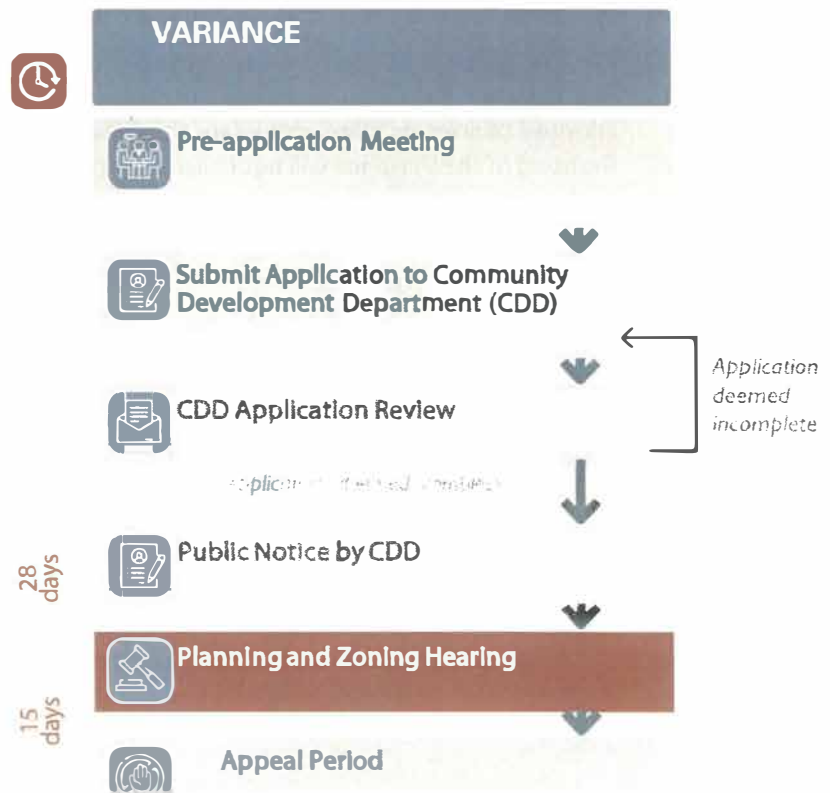 VARIANCE
Pre-application Meeting
Submit Application to Community
Development Department (CDD)
Application
deemed
incomplete
CDD Application Review
28
days
Public Notice by CDD
Planning and Zoning Hearing
15
days
Appeal Period